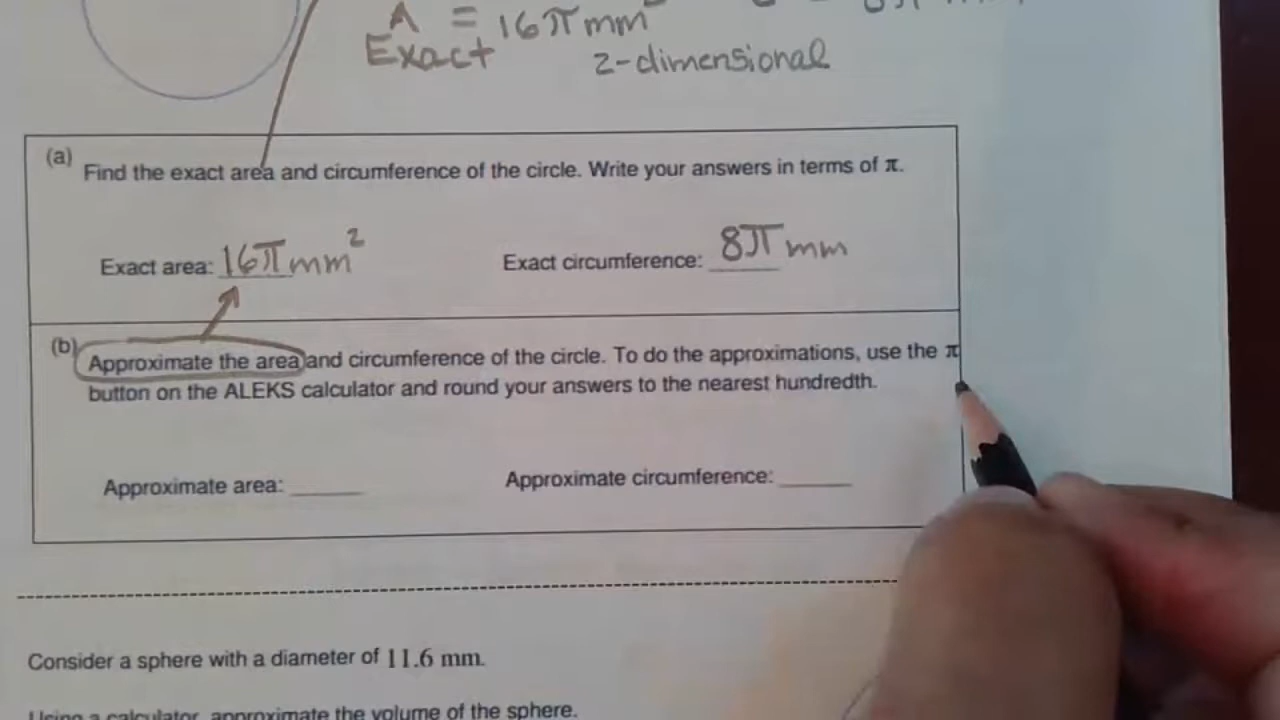 A = 16π mm²
Exact 2-dimensional
(a)
Find the exact area and circumference of the circle. Write your answers in terms of π.
Exact area: 16π mm² Exact circumference: 8π mm
(b)
Approximate the area and circumference of the circle. To do the approximations, use the π
button on the ALEKS calculator and round your answers to the nearest hundredth.
Approximate area: ______ Approximate circumference: ______
Consider a sphere with a diameter of 11.6 mm.
Using a calculator, approximate the volume of the sphere.